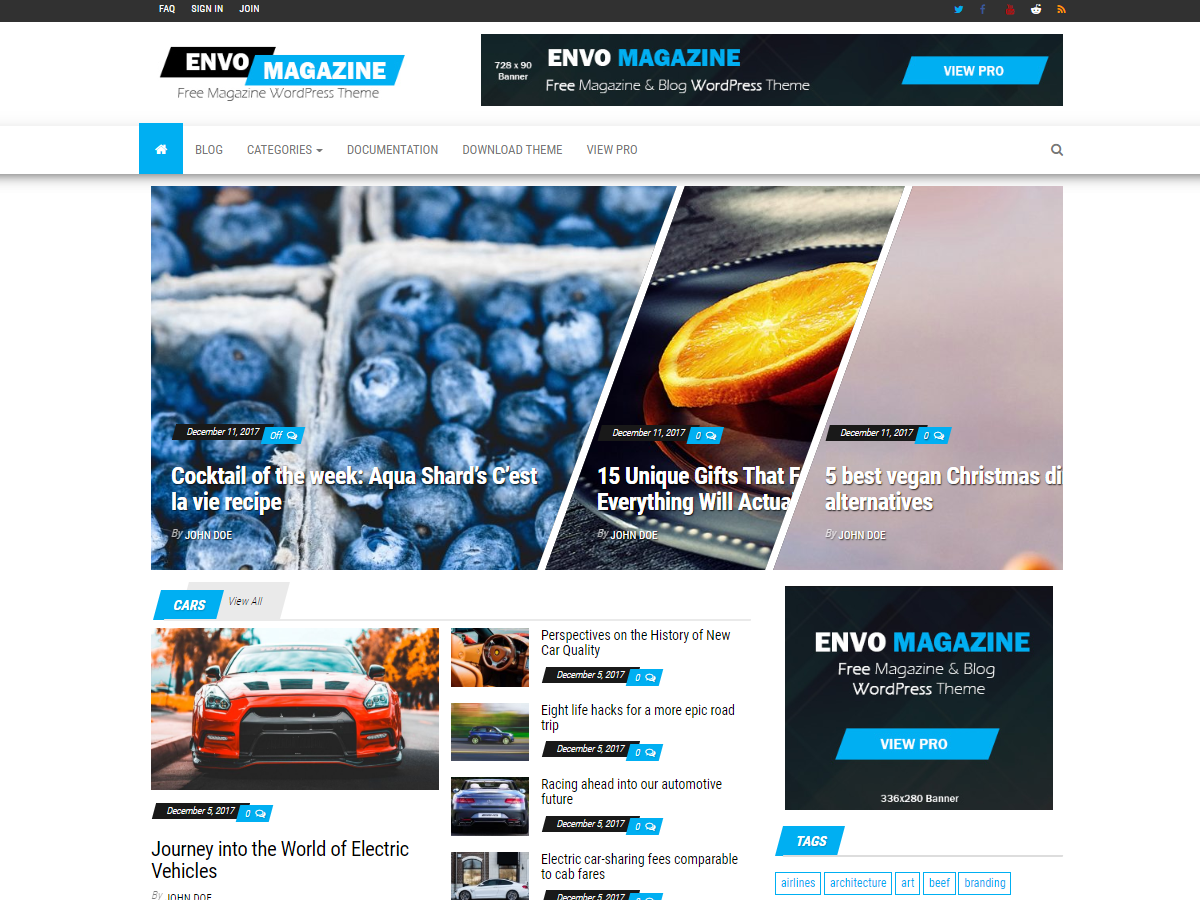 FAQ SIGN IN JOIN
ENVO MAGAZINE
Free Magazine WordPress Theme
728 x 90
Banner
ENVO MAGAZINE
Free Magazine & Blog WordPress Theme
VIEW PRO
BLOG CATEGORIES DOCUMENTATION DOWNLOAD THEME VIEW PRO
December 11, 2017 Off
Cocktail of the week: Aqua Shard's C'est
la vie recipe
By JOHN DOE
December 11, 2017 0
15 Unique Gifts That F
Everything Will Actua
By JOHN DOE
December 11, 2017 0
5 best vegan Christmas di
alternatives
By JOHN DOE
CARS View All
December 5, 2017 0
Journey into the World of Electric
Vehicles
By JOHN DOE
Perspectives on the History of New
Car Quality
December 5, 2017 0
Eight life hacks for a more epic road
trip
December 5, 2017 0
Racing ahead into our automotive
future
December 5, 2017 0
Electric car-sharing fees comparable
to cab fares
December 5, 2017 0
ENVO MAGAZINE
Free Magazine & Blog
WordPress Theme
VIEW PRO
336x280 Banner
TAGS
airlines architecture art beef branding